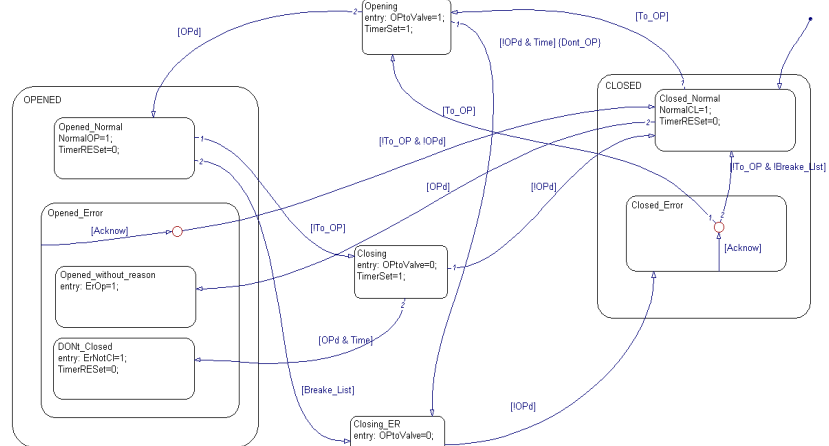 Opening
entry: OPtoValve=1;
TimerSet=1;
[OPd]
2
1
[!OPd & Time] {Dont_OP}
[To_OP]
1
OPENED
CLOSED
Opened_Normal
NormalOP=1;
TimerRESet=0;
1
2
Closed_Normal
NormalCL=1;
TimerRESet=0;
2
[To_OP]
[!To_OP & !OPd]
[OPd]
[!OPd]
[!To_OP & !Breake_LIst]
Opened_Error
[Acknow]
[!To_OP]
Closed_Error
1
2
[Acknow]
Opened_without_reason
entry: ErOp=1;
Closing
entry: OPtoValve=0;
TimerSet=1;
1
2
[OPd & Time]
DONt_Closed
entry: ErNotCl=1;
TimerRESet=0;
[Breake_List]
[!OPd]
Closing_ER
entry: OPtoValve=0;